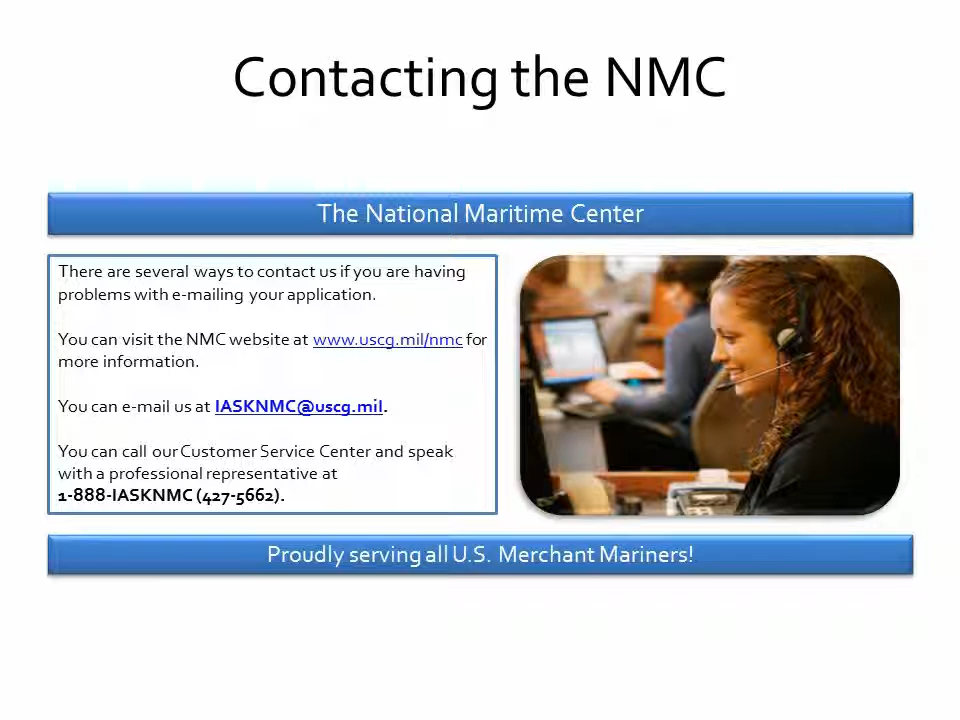 Contacting the NMC
The National Maritime Center
There are several ways to contact us if you are having
problems with e-mailing your application.
You can visit the NMC website at www.uscg.mil/nmc for
more information.
You can e-mail us at IASKNMC@uscg.mil.
You can call our Customer Service Center and speak
with a professional representative at
1-888-IASKNMC (427-5662).
Proudly serving all U.S. Merchant Mariners!